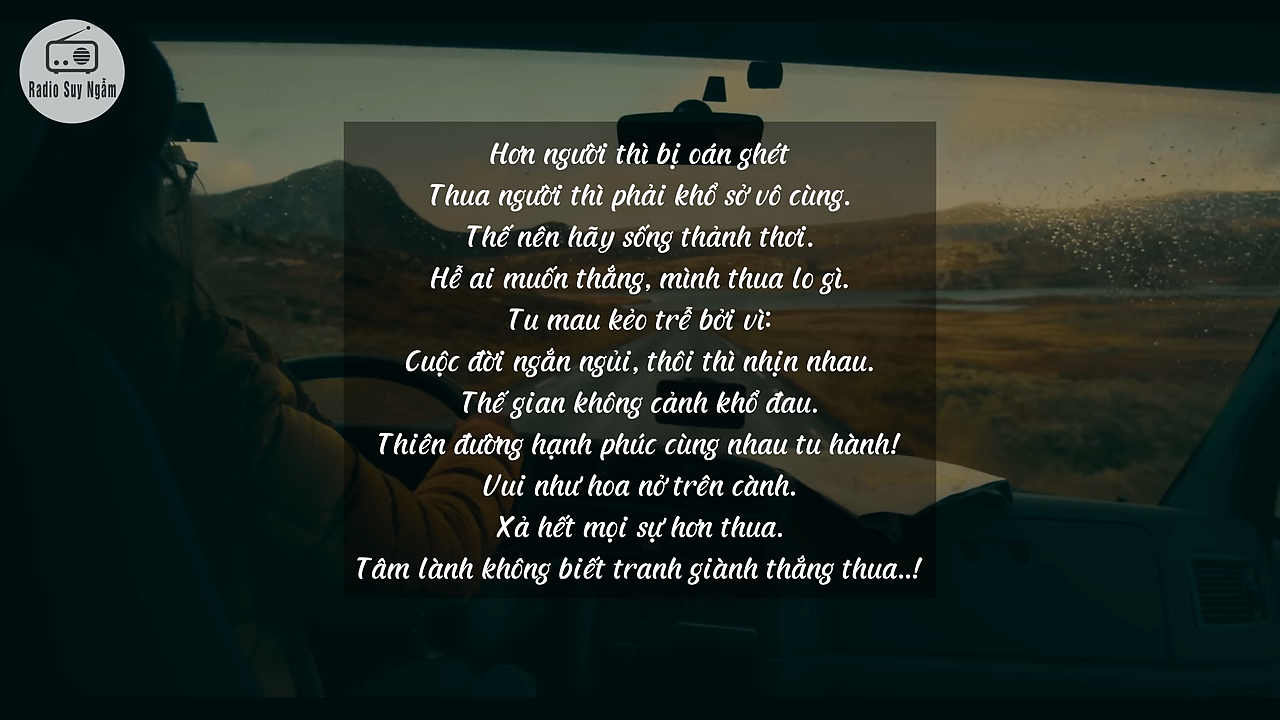 Radio Suy Ngẫm
Hơn người thì bị oán ghét
Thua người thì phải khổ sở vô cùng.
Thế nên hãy sống thảnh thơi.
Hễ ai muốn thắng, mình thua lo gì.
Tu mau kẻo trễ bởi vì:
Cuộc đời ngắn ngủi, thôi thì nhịn nhau.
Thế gian không cảnh khổ đau.
Thiên đường hạnh phúc cùng nhau tu hành!
Vui như hoa nở trên cành.
Xả hết mọi sự hơn thua.
Tâm lành không biết tranh giành thắng thua..!